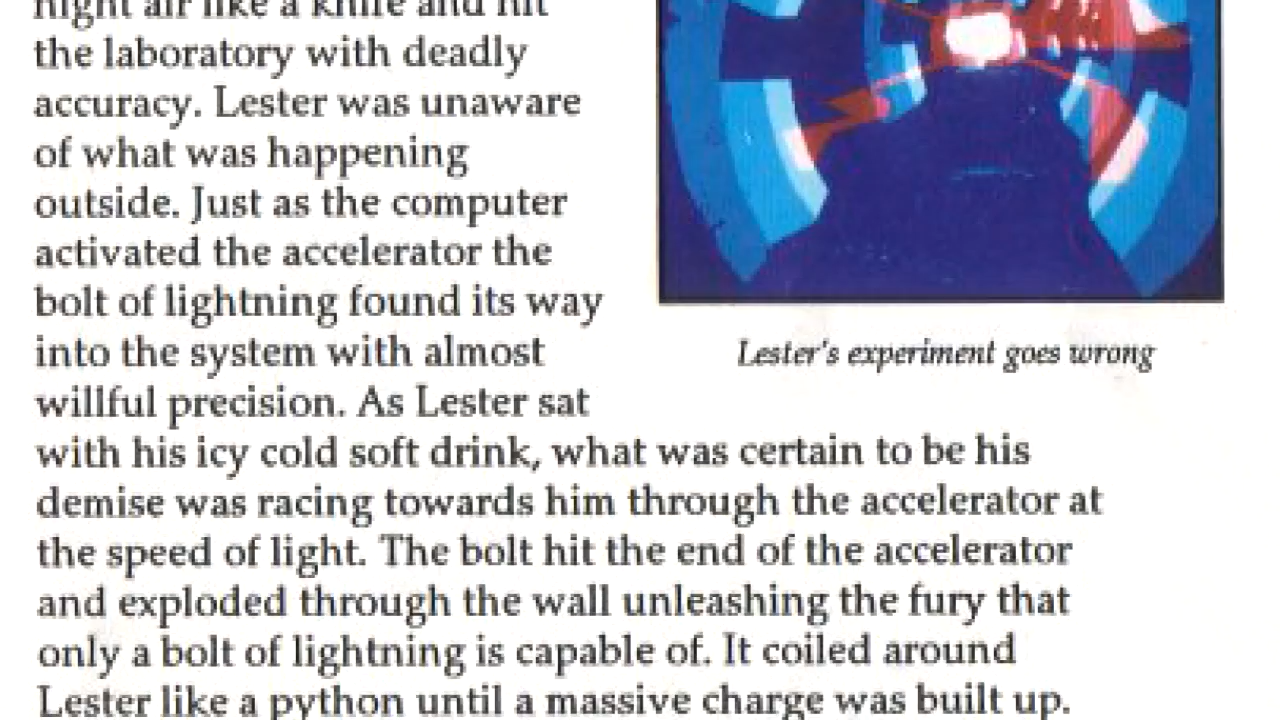 night air like a knife and hit
the laboratory with deadly
accuracy. Lester was unaware
of what was happening
outside. Just as the computer
activated the accelerator the
bolt of lightning found its way
into the system with almost
willful precision. As Lester sat
with his icy cold soft drink, what was certain to be his
demise was racing towards him through the accelerator at
the speed of light. The bolt hit the end of the accelerator
and exploded through the wall unleashing the fury that
only a bolt of lightning is capable of. It coiled around
Lester like a python until a massive charge was built up.
Lester's experiment goes wrong